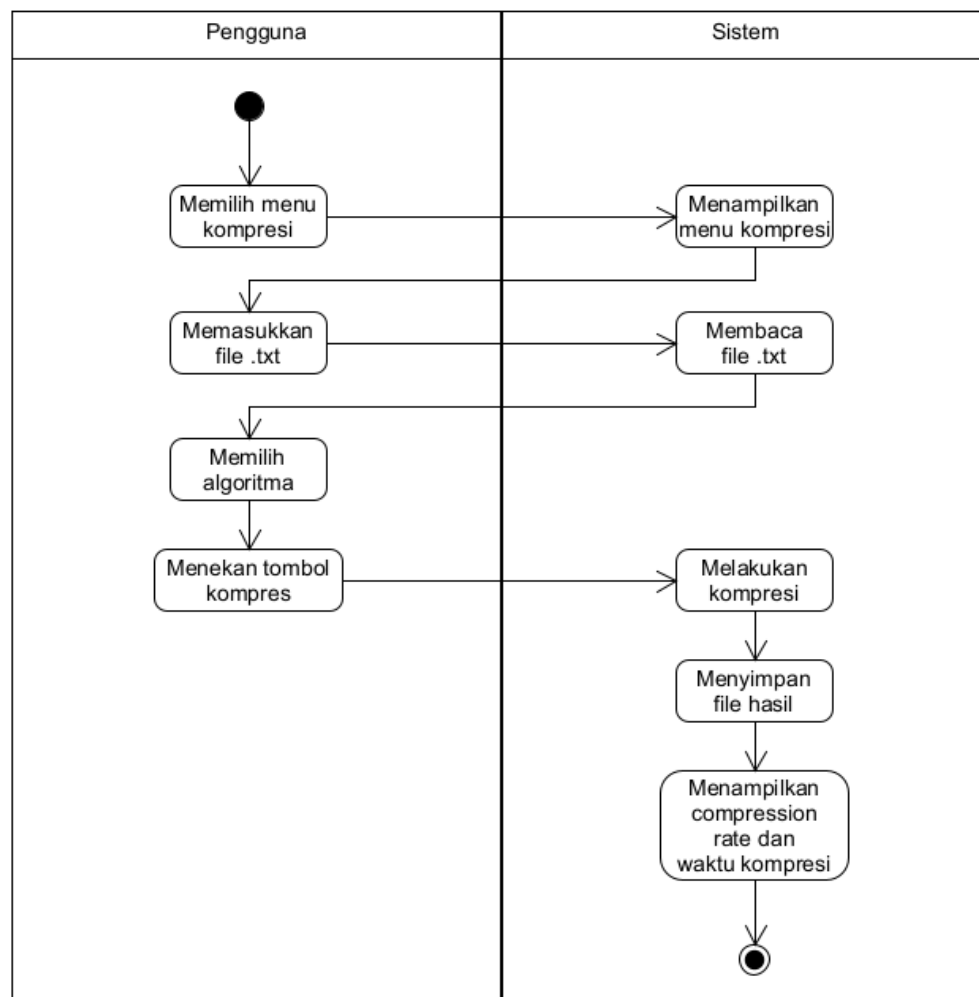 Pengguna
Sistem
Memilih menu
kompresi
Menampilkan
menu kompresi
Memasukkan
file .txt
Membaca
file .txt
Memilih
algoritma
Menekan tombol
kompres
Melakukan
kompresi
Menyimpan
file hasil
Menampilkan
compression
rate dan
waktu kompresi